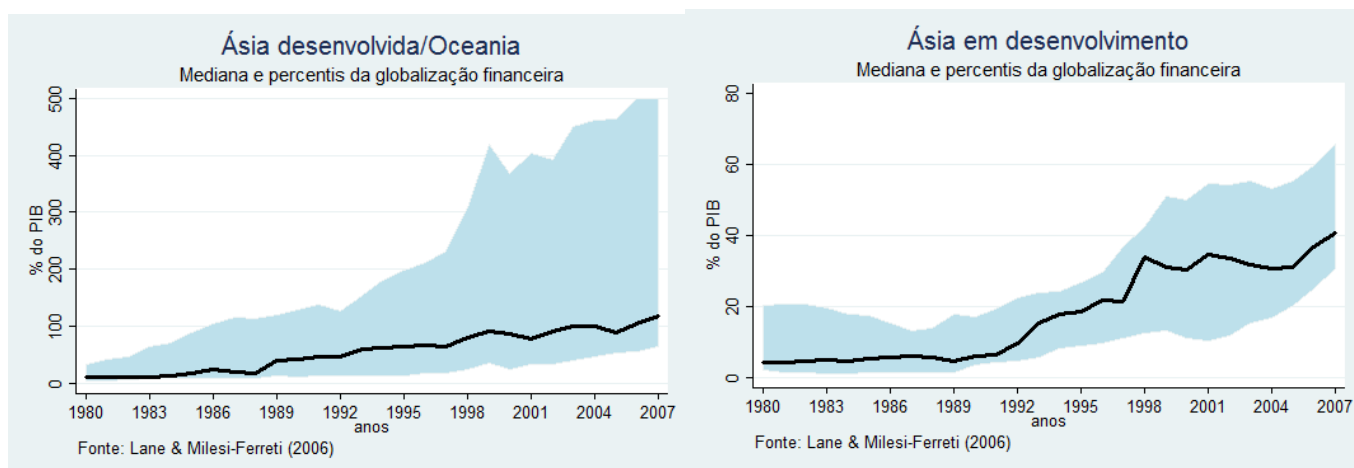 Ásia desenvolvida/Oceania
Mediana e percentis da globalização financeira
% do PIB
500
400
300
200
100
0
1980 1983 1986 1989 1992 1995 1998 2001 2004 2007
anos
Fonte: Lane & Milesi-Ferreti (2006)
Ásia em desenvolvimento
Mediana e percentis da globalização financeira
% do PIB
80
60
40
20
0
1980 1983 1986 1989 1992 1995 1998 2001 2004 2007
anos
Fonte: Lane & Milesi-Ferreti (2006)